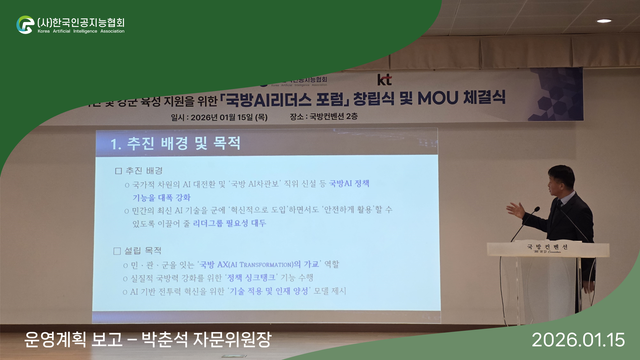 (사)한국인공지능협회
Korea Artificial Intelligence Association
kt
및 강군 육성 지원을 위한 「국방AI리더스 포럼」 창립식 및 MOU 체결식
일시 : 2026년 01월 15일 (목) 장소 : 국방컨벤션 2층
1. 추진 배경 및 목적
□ 추진 배경
○ 국가적 차원의 AI 대전환 및 '국방 AI차관보' 직위 신설 등 국방AI 정책
기능을 대폭 강화
○ 민간의 최신 AI 기술을 군에 '혁신적으로 도입'하면서도 '안전하게 활용'할 수
있도록 이끌어 줄 리더그룹 필요성 대두
□ 설립 목적
○ 민·관·군을 잇는 '국방 AX(AI TRANSFORMATION)의 가교' 역할
○ 실질적 국방력 강화를 위한 '정책 싱크탱크' 기능 수행
○ AI 기반 전투력 혁신을 위한 '기술 적용 및 인재 양성' 모델 제시
국방컨벤션
운영계획 보고 – 박춘석 자문위원장
2026.01.15